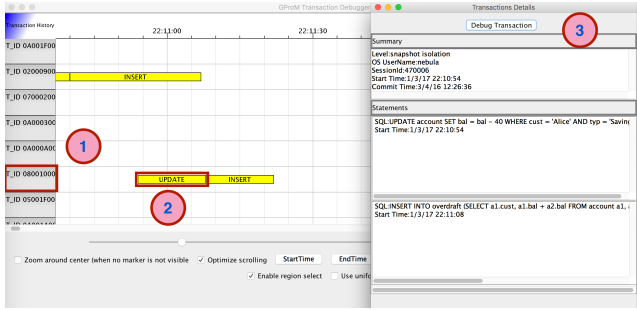 GProM Transaction Debugger
Transaction History
22:11:00
22:11:30
T_ID 0A001F00
T_ID 02000900
INSERT
T_ID 07000200
T_ID 0A000300
T_ID 0A000A00
1
T_ID 08001000
UPDATE
INSERT
2
T_ID 05001F00
Zoom around center (when no marker is not visible
Optimize scrolling
StartTime
EndTime
Enable region select
Use unifo
Transactions Details
Debug Transaction
3
Summary
Level:snapshot isolation
OS UserName:nebula
SessionId:470006
Start Time:1/3/17 22:10:54
Commit Time:3/4/16 12:26:36
Statements
SQL:UPDATE account SET bal = bal - 40 WHERE cust = 'Alice' AND typ = 'Saving
Start Time:1/3/17 22:10:54
SQL:INSERT INTO overdraft (SELECT a1.cust, a1.bal + a2.bal FROM account a1,
Start Time:1/3/17 22:11:08